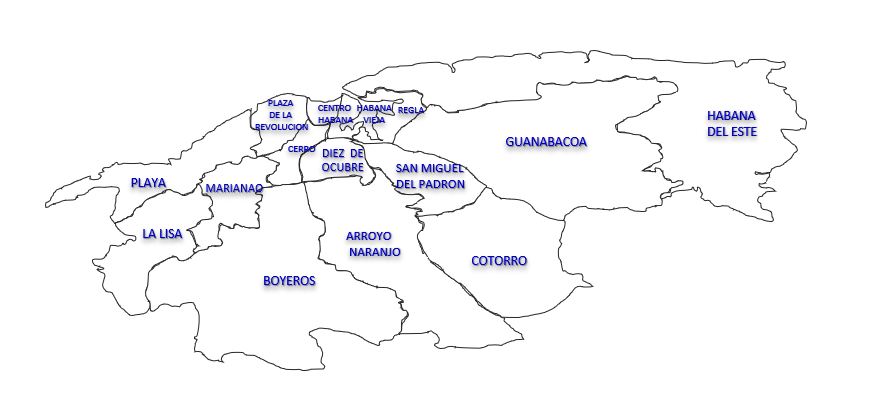 PLAZA
DE LA
REVOLUCION
CENTRO
HABANA
HABANA
VIEJA
REGLA
HABANA
DEL ESTE
GUANABACOA
CERRO
DIEZ DE
OCUBRE
SAN MIGUEL
DEL PADRON
PLAYA
MARIANAO
LA LISA
ARROYO
NARANJO
COTORRO
BOYEROS